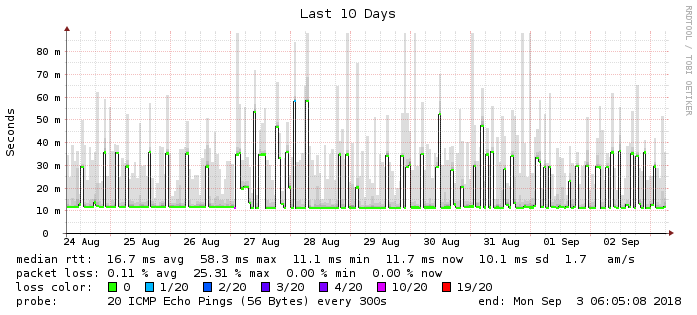 Last 10 Days
RRDTOOL / TOBI OETIKER
Seconds
80 m
70 m
60 m
50 m
40 m
30 m
20 m
10 m
0
24 Aug 25 Aug 26 Aug 27 Aug 28 Aug 29 Aug 30 Aug 31 Aug 01 Sep 02 Sep
median rtt: 16.7 ms avg 58.3 ms max 11.1 ms min 11.7 ms now 10.1 ms sd 1.7 am/s
packet loss: 0.11 % avg 25.31 % max 0.00 % min 0.00 % now
loss color: 0 1/20 2/20 3/20 4/20 10/20 19/20
probe: 20 ICMP Echo Pings (56 Bytes) every 300s end: Mon Sep 3 06:05:08 2018